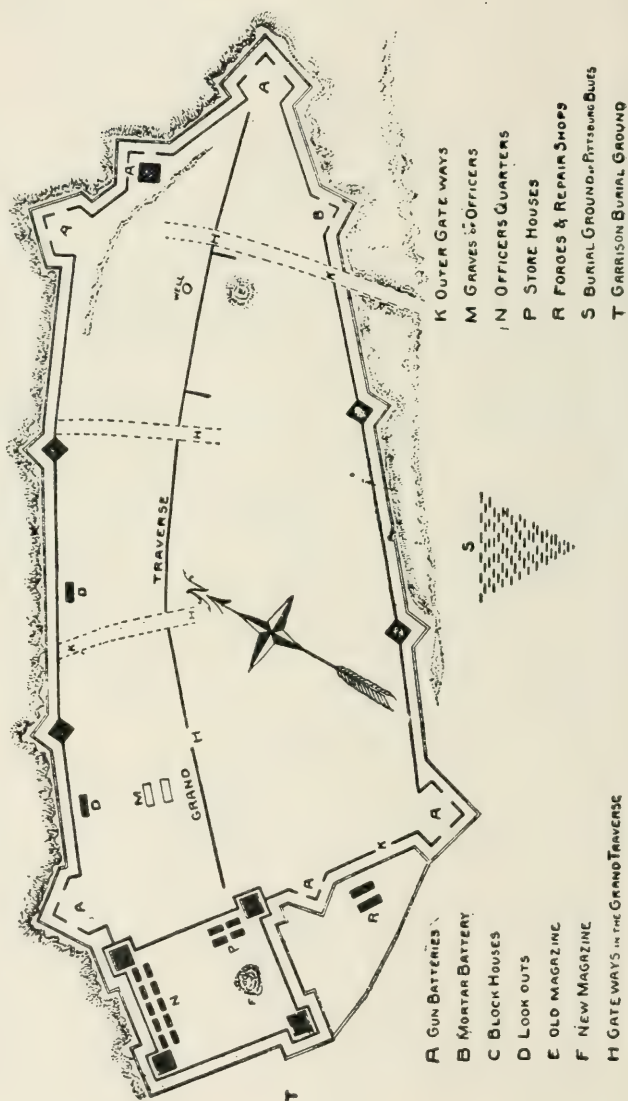 A
A
A
B
A
A
A
H
H
H
H
K
K
K
WELL
E
TRAVERSE
GRAND
D
D
M
N
P
F
R
T
S
A GUN BATTERIES
B MORTAR BATTERY
C BLOCK HOUSES
D LOOK OUTS
E OLD MAGAZINE
F NEW MAGAZINE
H GATEWAYS IN THE GRAND TRAVERSE
K OUTER GATE WAYS
M GRAVES OF OFFICERS
N OFFICERS QUARTERS
P STORE HOUSES
R FORGES & REPAIR SHOPS
S BURIAL GROUND OF PITTSBURG BLUES
T GARRISON BURIAL GROUND